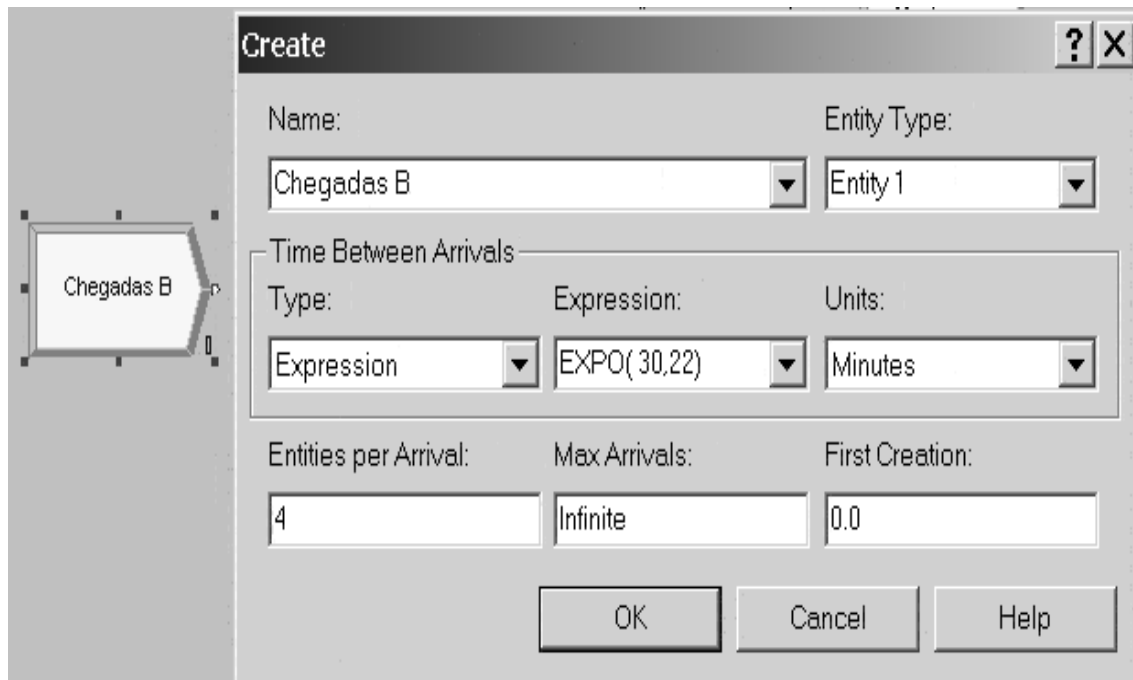 Create
Name:
Entity Type:
Chegadas B
Entity 1
Chegadas B
Time Between Arrivals
Type:
Expression:
Units:
Expression
EXPO( 30,22)
Minutes
Entities per Arrival:
Max Arrivals:
First Creation:
4
Infinite
0.0
OK
Cancel
Help